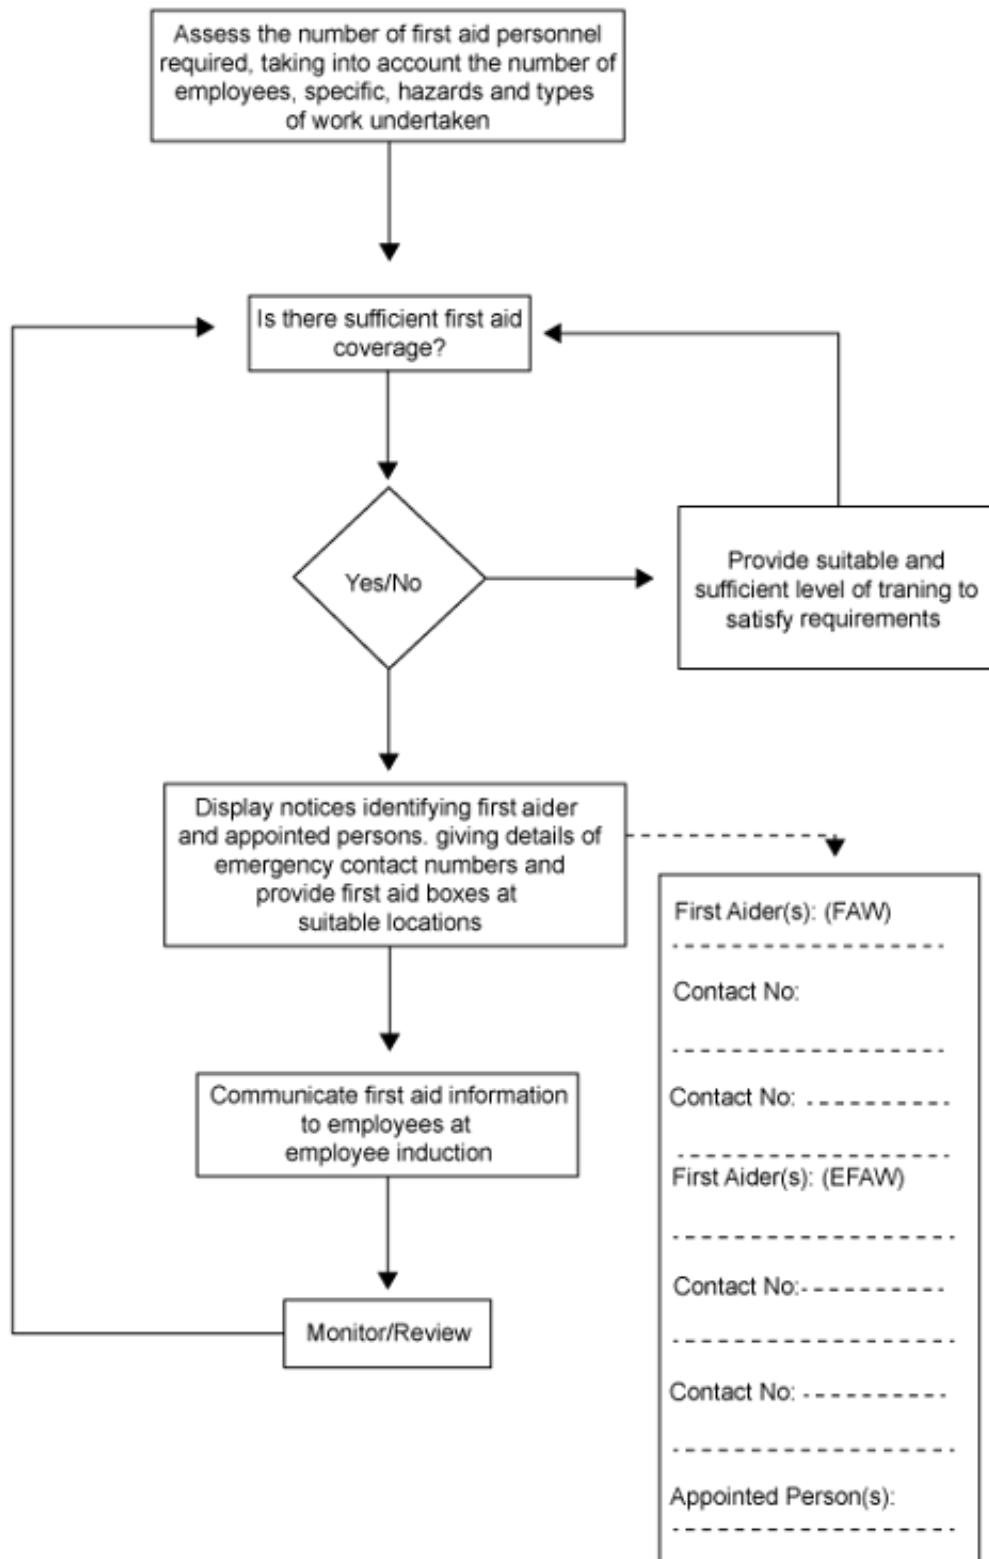 Assess the number of first aid personnel
required, taking into account the number of
employees, specific, hazards and types
of work undertaken
Is there sufficient first aid
coverage?
Yes/No
Provide suitable and
sufficient level of traning to
satisfy requirements
Display notices identifying first aider
and appointed persons. giving details of
emergency contact numbers and
provide first aid boxes at
suitable locations
First Aider(s): (FAW)
Contact No:
Contact No:
First Aider(s): (EFAW)
Contact No:
Contact No:
Appointed Person(s):
Communicate first aid information
to employees at
employee induction
Monitor/Review